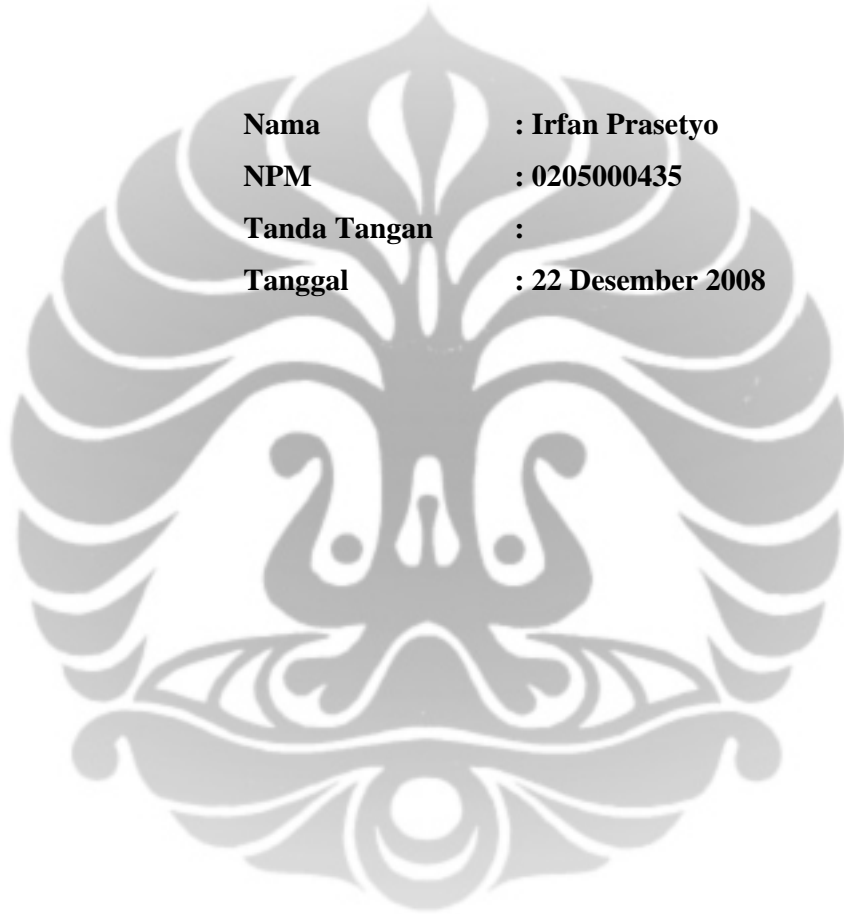 Nama : Irfan Prasetyo
NPM : 0205000435
Tanda Tangan :
Tanggal : 22 Desember 2008